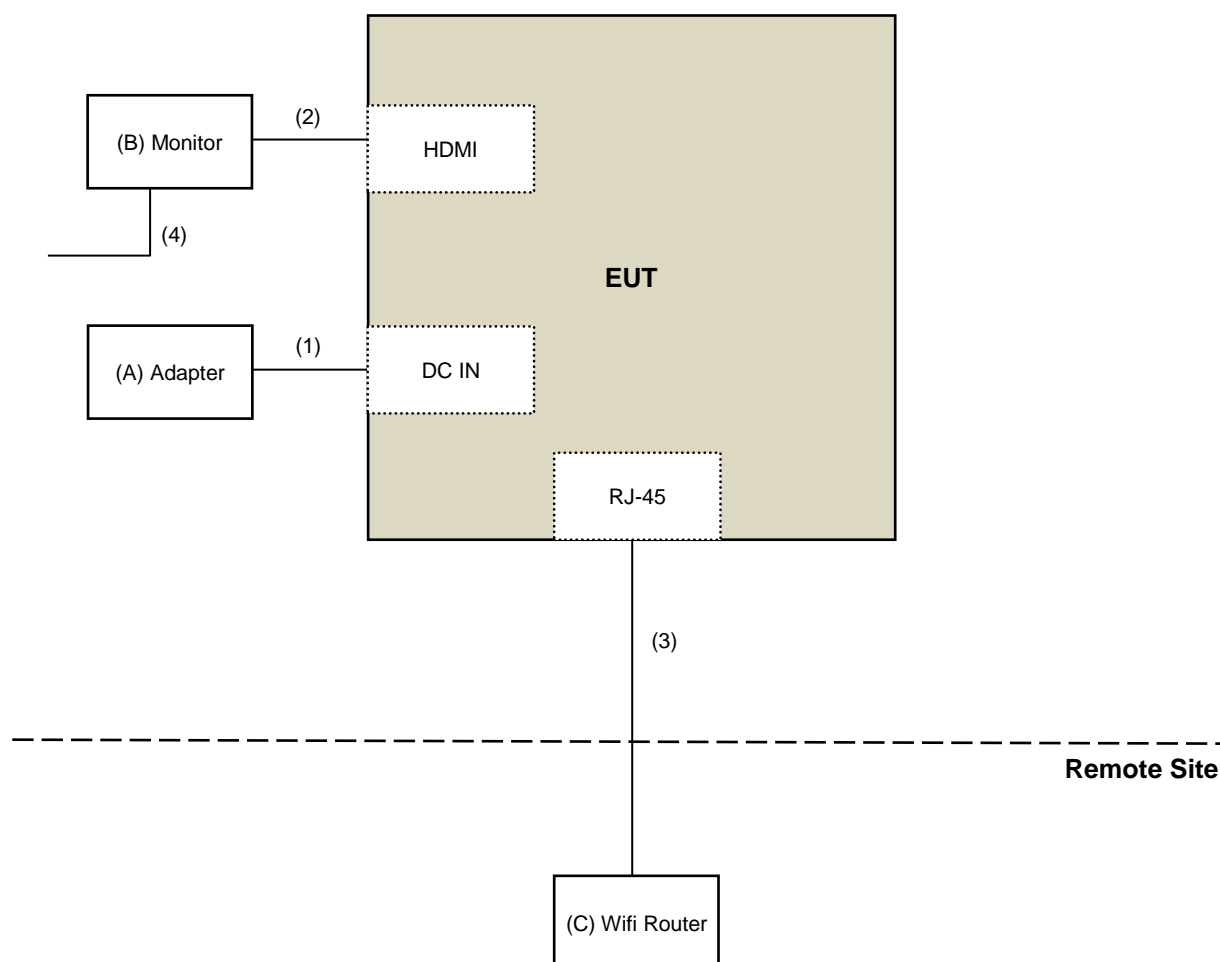 (2)
(B) Monitor
HDMI
(4)
EUT
(1)
(A) Adapter
DC IN
RJ-45
(3)
Remote Site
(C) Wifi Router